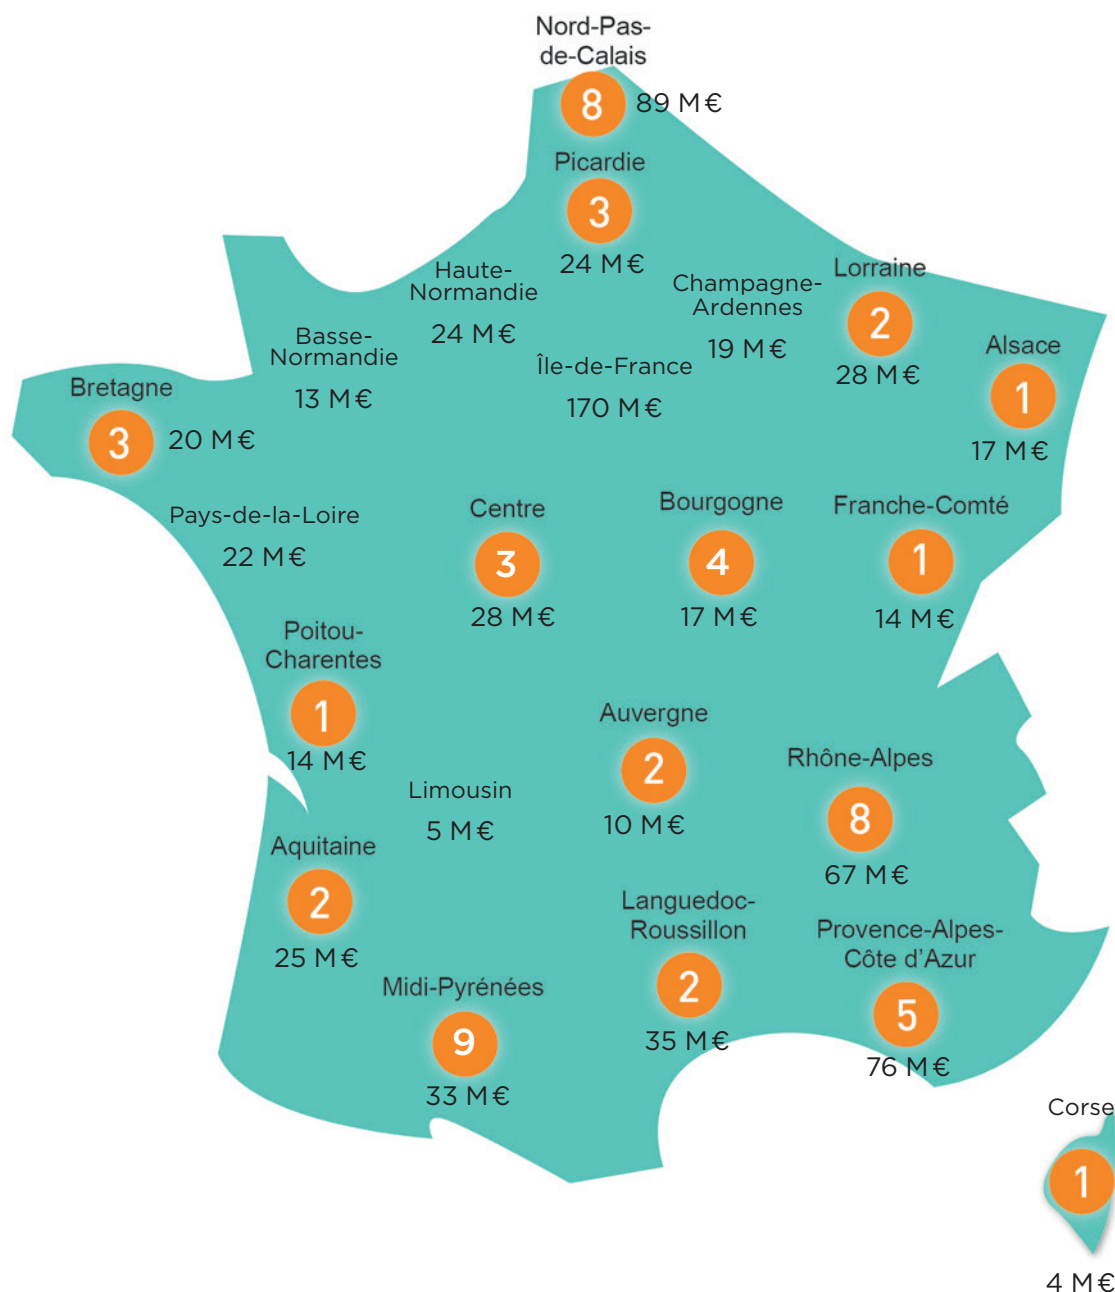 Nord-Pas-
de-Calais
8
89 M€
Picardie
3
24 M€
Haute-
Normandie
24 M€
Champagne-
Ardennes
19 M€
Lorraine
2
28 M€
Basse-
Normandie
13 M€
Île-de-France
170 M€
Alsace
1
17 M€
Bretagne
3
20 M€
Pays-de-la-Loire
22 M€
Centre
3
28 M€
Bourgogne
4
17 M€
Franche-Comté
1
14 M€
Poitou-
Charentes
1
14 M€
Auvergne
2
10 M€
Rhône-Alpes
8
67 M€
Limousin
5 M€
Aquitaine
2
25 M€
Languedoc-
Roussillon
2
35 M€
Provence-Alpes-
Côte d'Azur
5
76 M€
Midi-Pyrénées
9
33 M€
Corse
1
4 M€